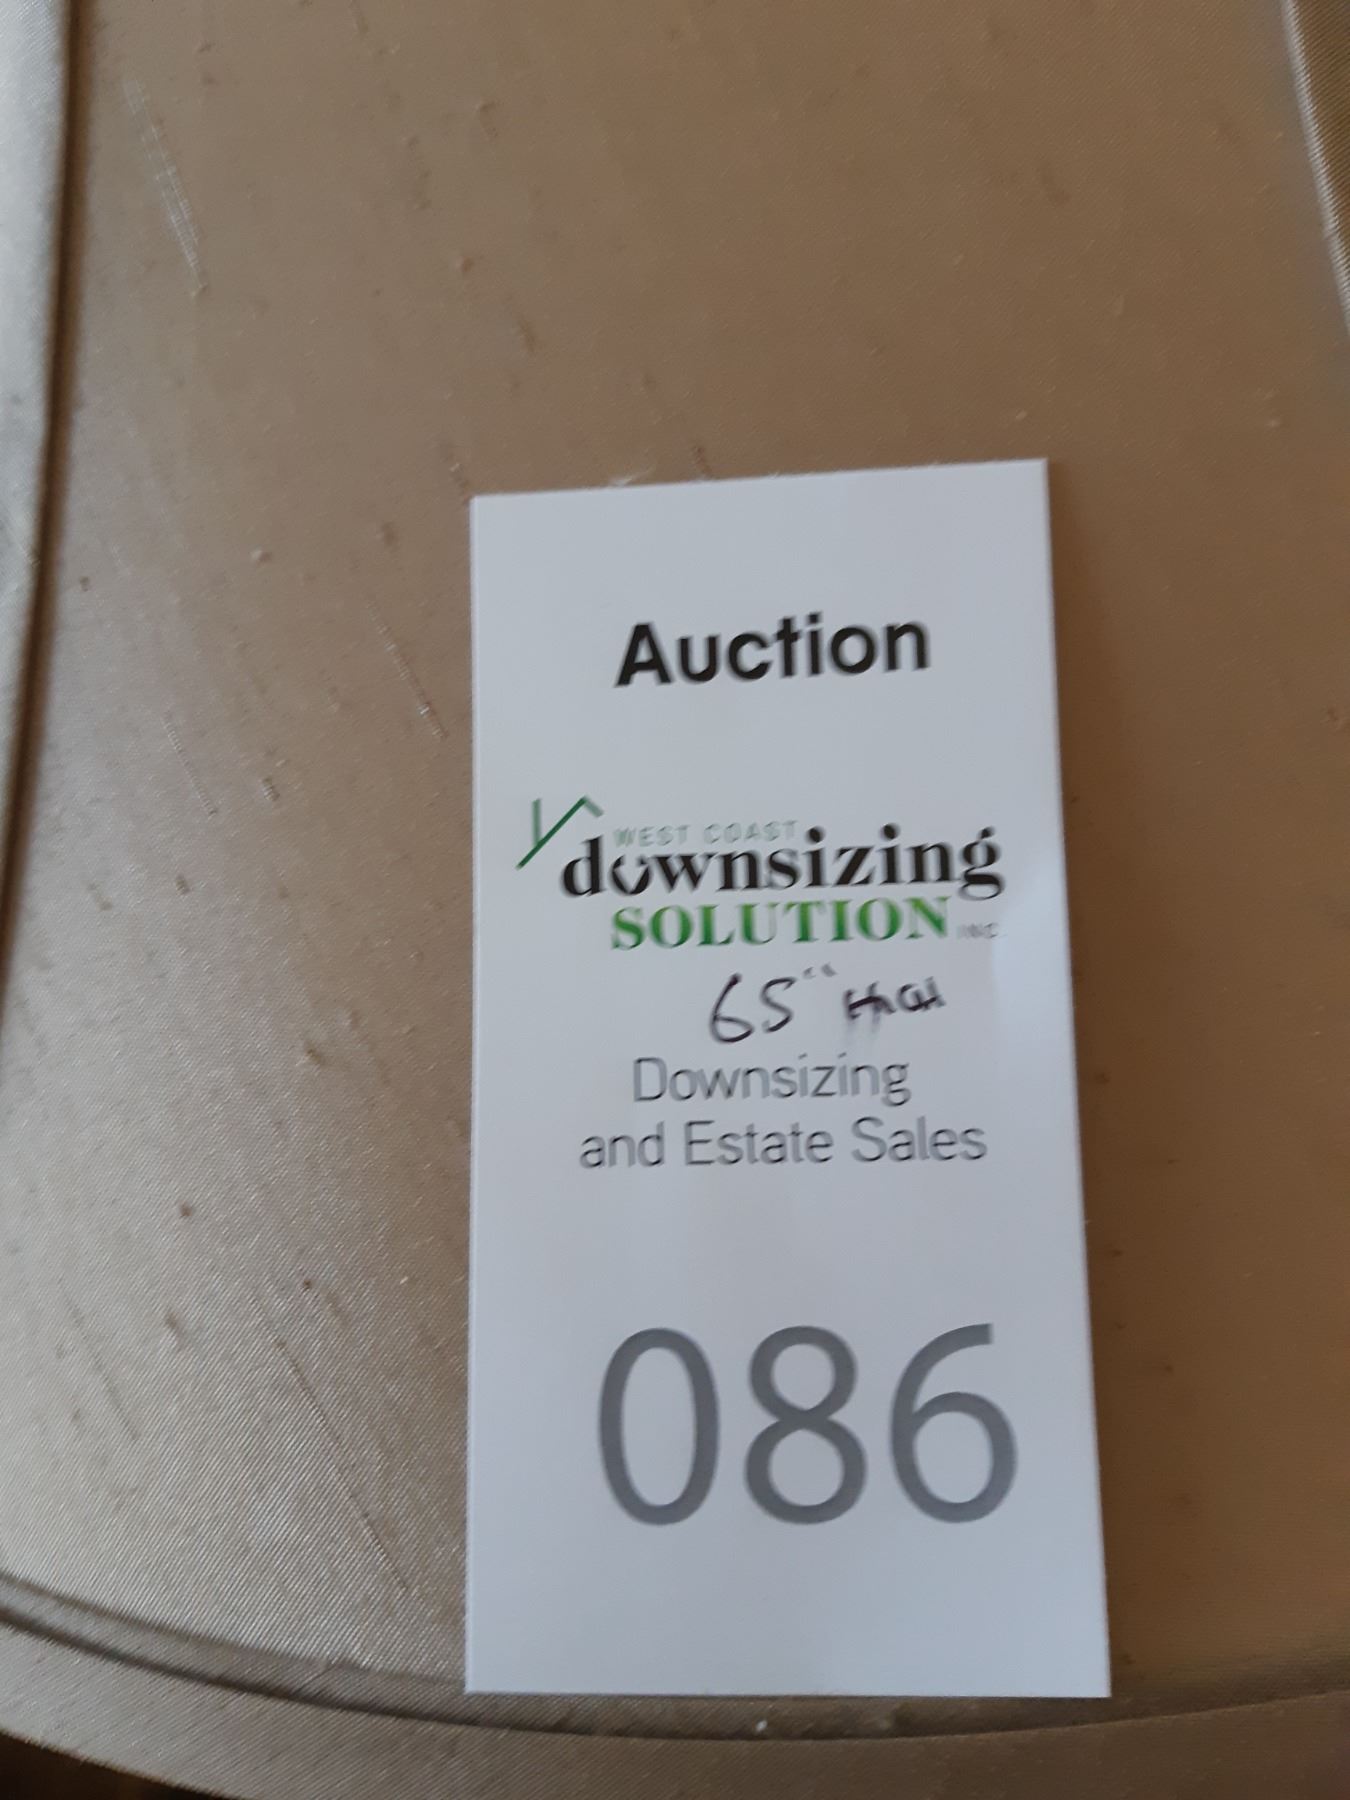 Auction
WEST COAST
downsizing
SOLUTION INC
65" HIGH
Downsizing
and Estate Sales
086